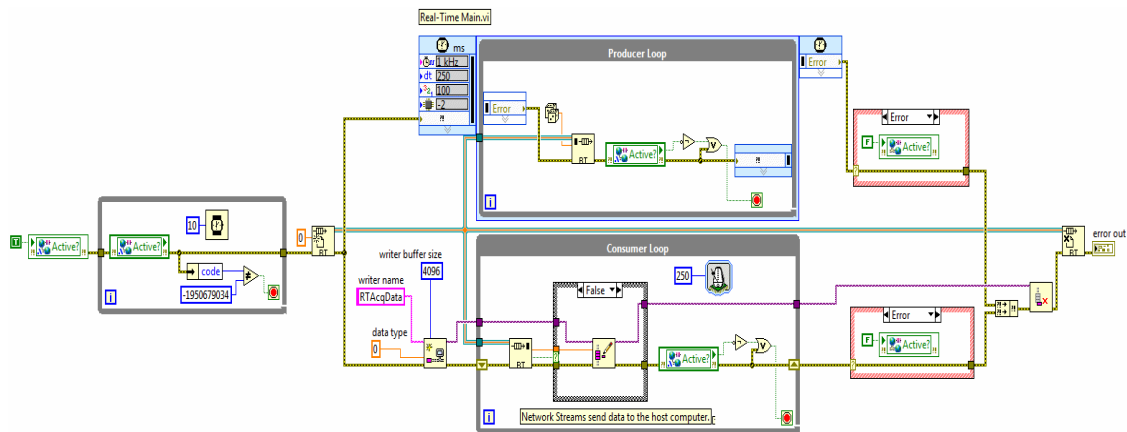 Real-Time Main.vi
ms
1 kHz
dt 250
100
-2
Error
Producer Loop
Error
Error
RT
Active?
i
Error
F
Active?
T
Active?
Active?
10
code
-1950679034
i
0
RT
Consumer Loop
writer buffer size
4096
writer name
RTAcqData
data type
0
RT
False
250
Active?
i
Network Streams send data to the host computer.
Error
F
Active?
RT
error out